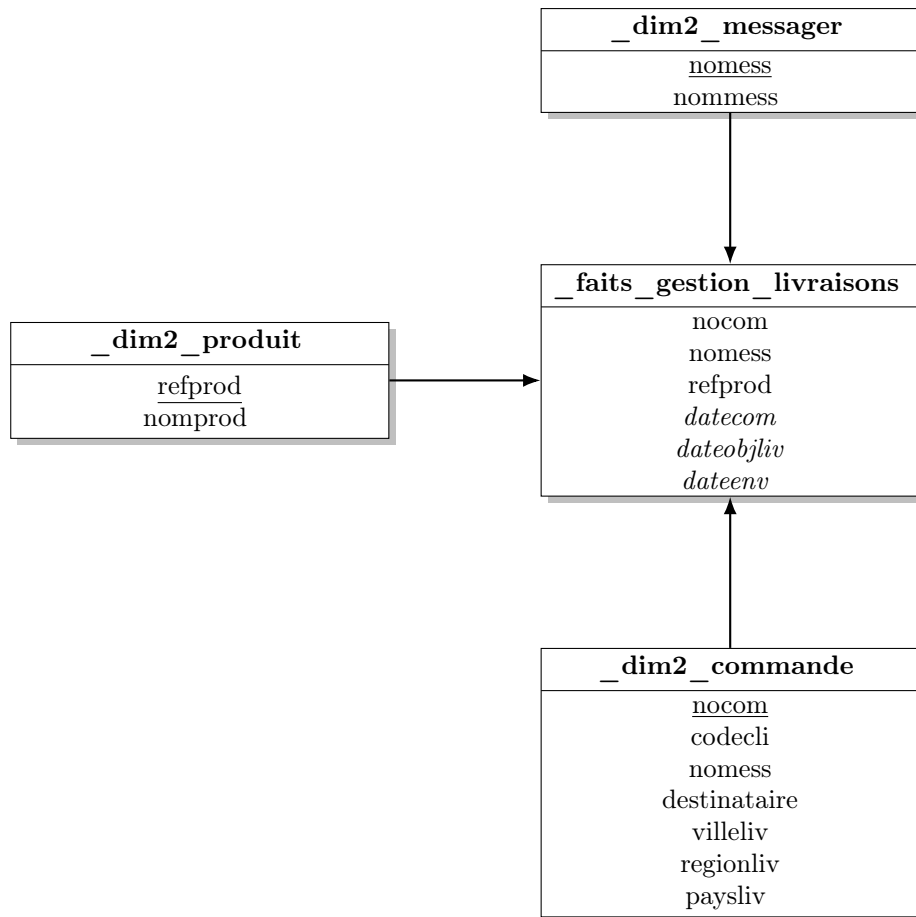 _dim2_messager
nomess
nommess
_faits_gestion_livraisons
nocom
nomess
refprod
datecom
dateobjliv
dateenv
_dim2_produit
refprod
nomprod
_dim2_commande
nocom
codecli
nomess
destinataire
villeliv
regionliv
paysliv